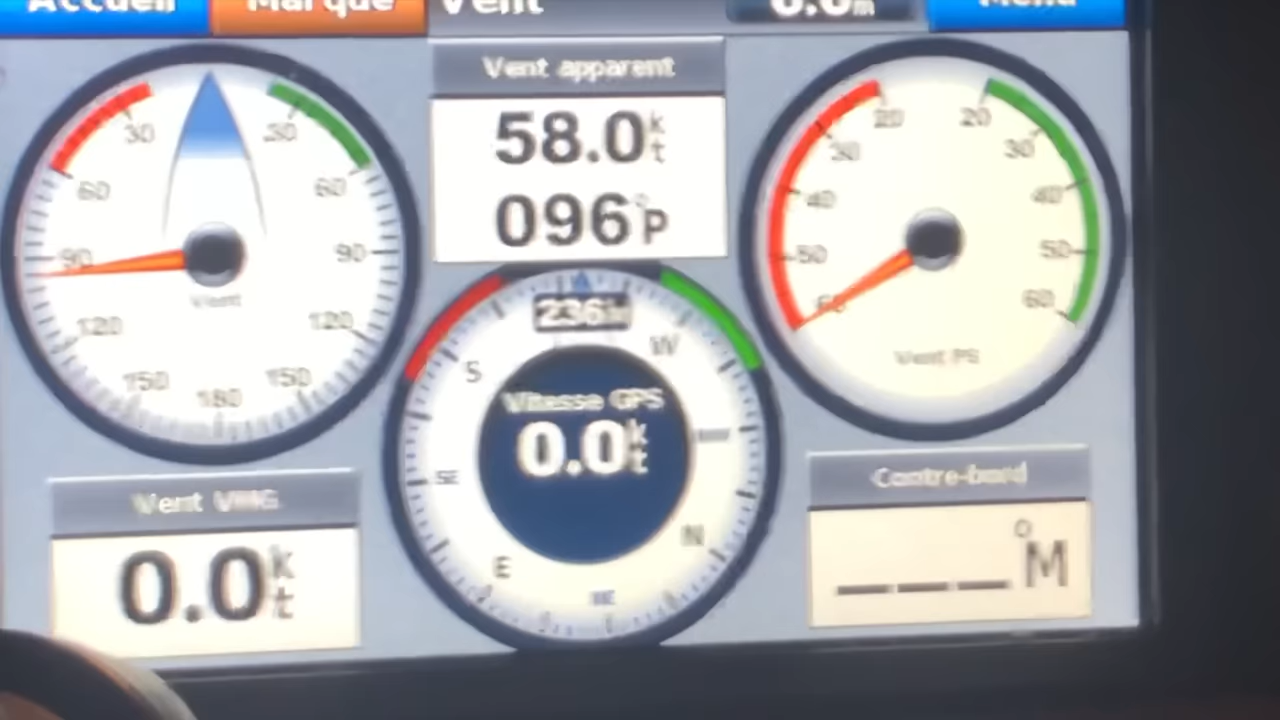 Accueil
Marque
Vent
0.0m
Menu
Vent apparent
58.0kt
096°P
30
30
60
60
90
90
Vent
120
120
150
150
180
20
20
30
30
40
40
50
50
60
60
Vent PS
236°M
S
W
SE
E
N
Vitesse GPS
0.0kt
Vent VMG
0.0kt
Contre-bord
___°M